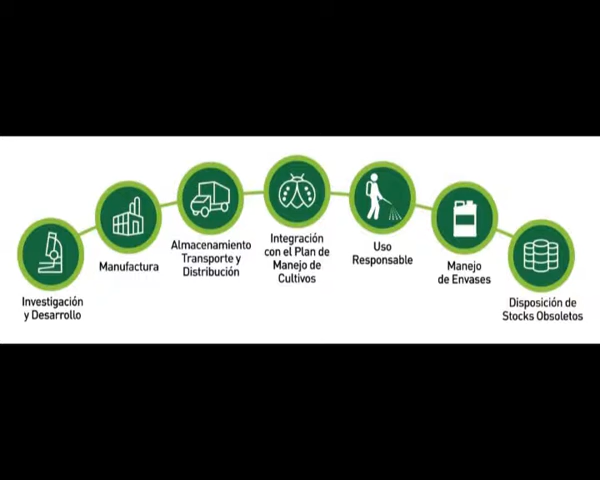 Investigación
y Desarrollo
Manufactura
Almacenamiento
Transporte y
Distribución
Integración
con el Plan de
Manejo de
Cultivos
Uso
Responsable
Manejo
de Envases
Disposición de
Stocks Obsoletos